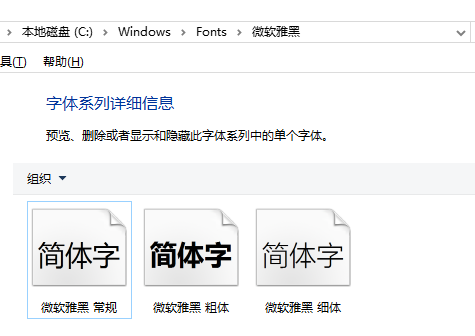 本地磁盘 (C:) > Windows > Fonts > 微软雅黑
具(T) 帮助(H)
字体系列详细信息
预览、删除或者显示和隐藏此字体系列中的单个字体。
组织
简体字 简体字 简体字
微软雅黑 常规 微软雅黑 粗体 微软雅黑 细体